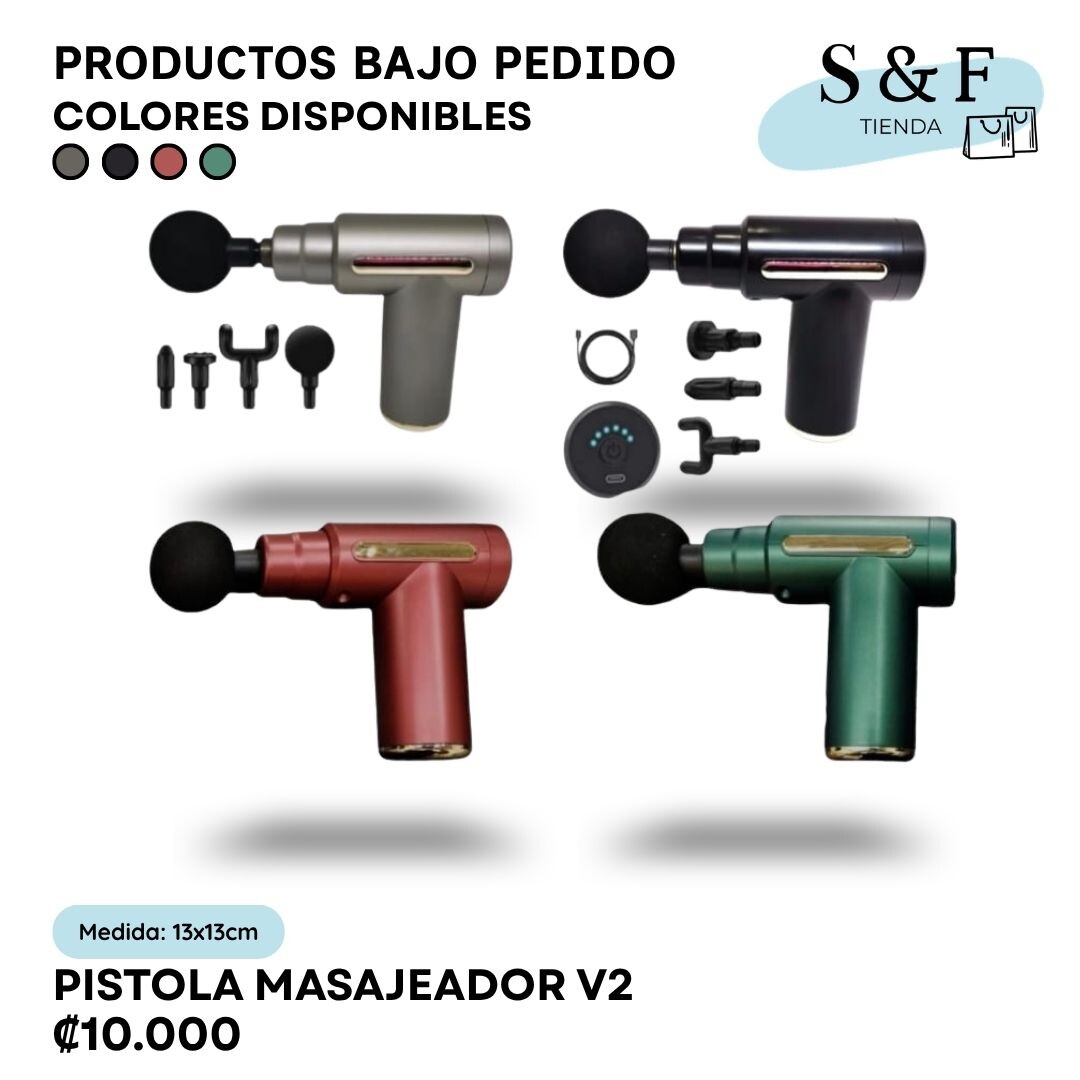 PRODUCTOS BAJO PEDIDO
COLORES DISPONIBLES
S & F
TIENDA
Medida: 13x13cm
PISTOLA MASAJEADOR V2
₡10.000